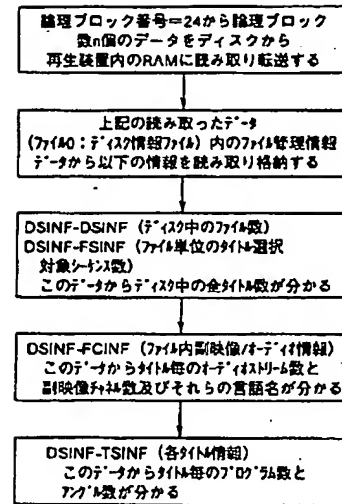 論理ブロック番号=24から論理ブロック
数n個のデータをディスクから
再生装置内のRAMに読み取り転送する
上記の読み取ったデータ
(ファイル0:ディスク情報ファイル)内のファイル管理情報
データから以下の情報を読み取り格納する
DSINF-DSINF (ディスク中のファイル数)
DSINF-FSINF (ファイル単位のタイトル選択
対象シーケンス数)
このデータからディスク中の全タイトル数が分かる
DSINF-FCINF (ファイル内副映像/オーディオ情報)
このデータからタイトル毎のオーディオストリーム数と
副映像チャネル数及びそれらの言語名が分かる
DSINF-TSINF (各タイトル情報)
このデータからタイトル毎のプログラム数と
アングル数が分かる